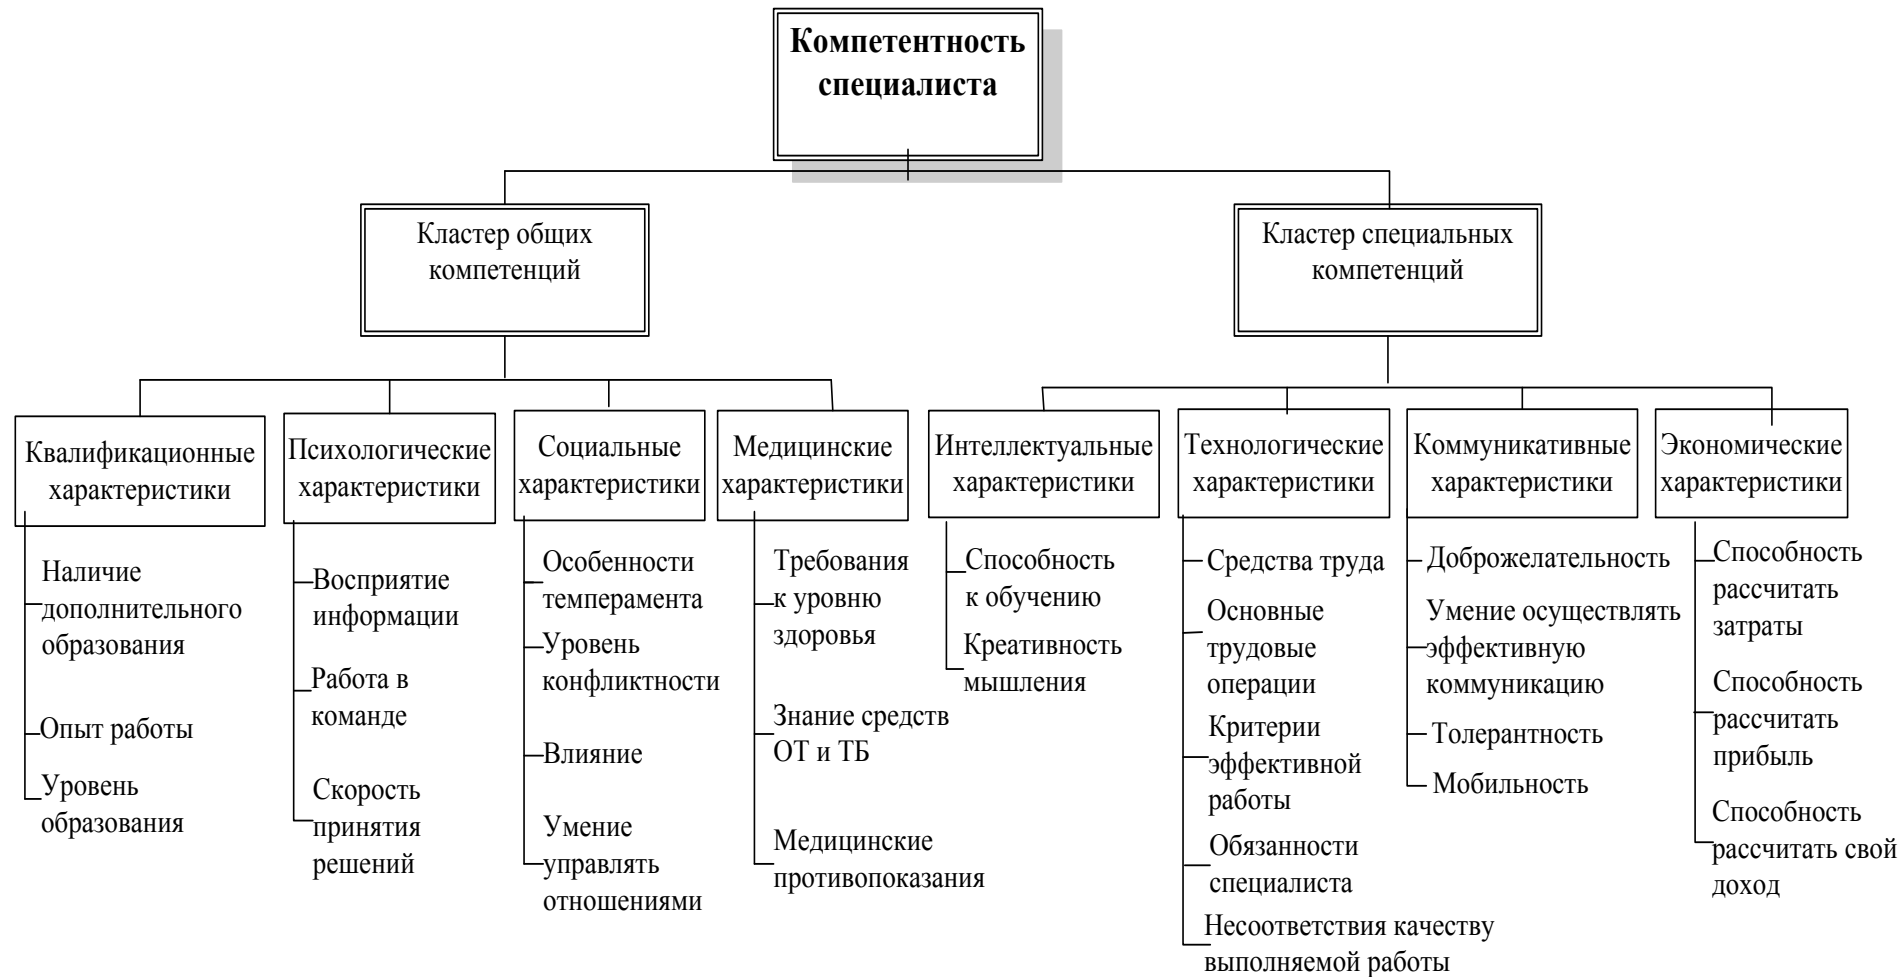 Компетентность
специалиста
Кластер общих
компетенций
Кластер специальных
компетенций
Квалификационные
характеристики
Психологические
характеристики
Социальные
характеристики
Медицинские
характеристики
Интеллектуальные
характеристики
Технологические
характеристики
Коммуникативные
характеристики
Экономические
характеристики
Наличие
дополнительного
образования
Опыт работы
Уровень
образования
Восприятие
информации
Работа в
команде
Скорость
принятия
решений
Особенности
темперамента
Уровень
конфликтности
Влияние
Умение
управлять
отношениями
Требования
к уровню
здоровья
Знание средств
ОТ и ТБ
Медицинские
противопоказания
Способность
к обучению
Креативность
мышления
Средства труда
Основные
трудовые
операции
Критерии
эффективной
работы
Обязанности
специалиста
Несоответствия качеству
выполняемой работы
Доброжелательность
Умение осуществлять
эффективную
коммуникацию
Толерантность
Мобильность
Способность
рассчитать
затраты
Способность
рассчитать
прибыль
Способность
рассчитать свой
доход